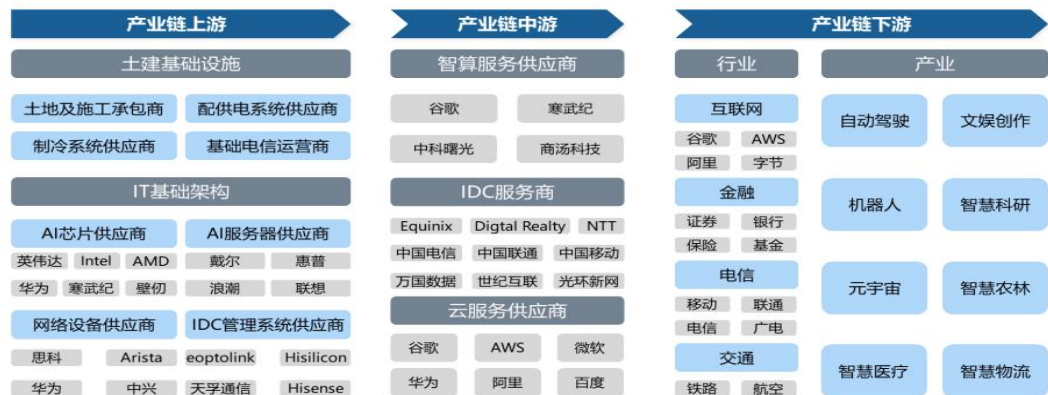 产业链上游
土建基础设施
土地及施工承包商 配供电系统供应商
制冷系统供应商 基础电信运营商
IT基础架构
AI芯片供应商 AI服务器供应商
英伟达 Intel AMD 戴尔 惠普
华为 寒武纪 壁仞 浪潮 联想
网络设备供应商 IDC管理系统供应商
思科 Arista eoptolink Hisilicon
华为 中兴 天孚通信 Hisense
产业链中游
智算服务供应商
谷歌 寒武纪
中科曙光 商汤科技
IDC服务商
Equinix Digtal Realty NTT
中国电信 中国联通 中国移动
万国数据 世纪互联 光环新网
云服务供应商
谷歌 AWS 微软
华为 阿里 百度
产业链下游
行业
互联网
谷歌 AWS
阿里 字节
金融
证券 银行
保险 基金
电信
移动 联通
电信 广电
交通
铁路 航空
产业
自动驾驶 文娱创作
机器人 智慧科研
元宇宙 智慧农林
智慧医疗 智慧物流